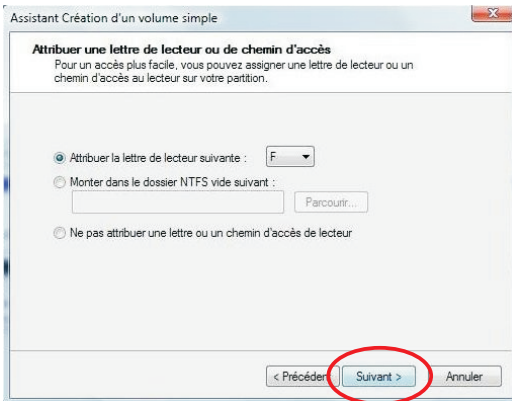 Assistant Création d'un volume simple
Attribuer une lettre de lecteur ou de chemin d'accès
Pour un accès plus facile, vous pouvez assigner une lettre de lecteur ou un
chemin d'accès au lecteur sur votre partition.
Attribuer la lettre de lecteur suivante : F
Monter dans le dossier NTFS vide suivant :
Parcourir...
Ne pas attribuer une lettre ou un chemin d'accès de lecteur
< Précédent Suivant > Annuler